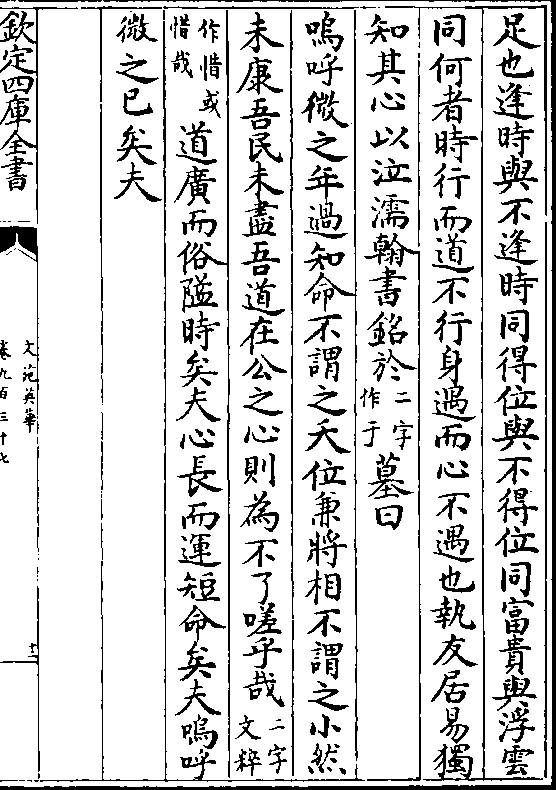 足也逢時與不逢時同得位與不得位同富貴與浮雲
同何者時行而道不行身遇而心不遇也執友居易獨
知其心以泣濡翰書銘於二字作于墓曰
嗚呼微之年過知命不謂之夭位兼將相不謂之小然
未康吾民未盡吾道在公之心則為不了嗟乎哉二字文粹
作惜或惜哉道廣而俗隘時矣夫心長而運短命矣夫嗚呼
微之已矣夫
欽定四庫全書
文苑英華
卷九百三十七
十二